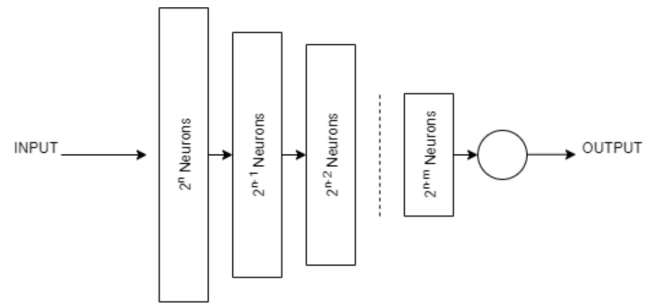 INPUT
2ⁿ Neurons
2ⁿ⁻¹ Neurons
2ⁿ⁻² Neurons
2ⁿ⁻ᵐ Neurons
OUTPUT